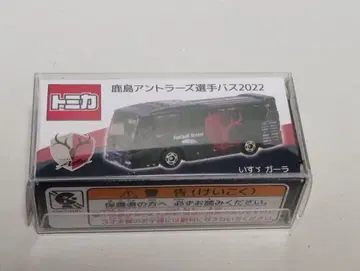 鹿島アントラーズ選手バス2022
トミカ
Football Dream
いすゞ ガーラ
警 告 (けいこく)
保護者の方へ 必ずお読みください。